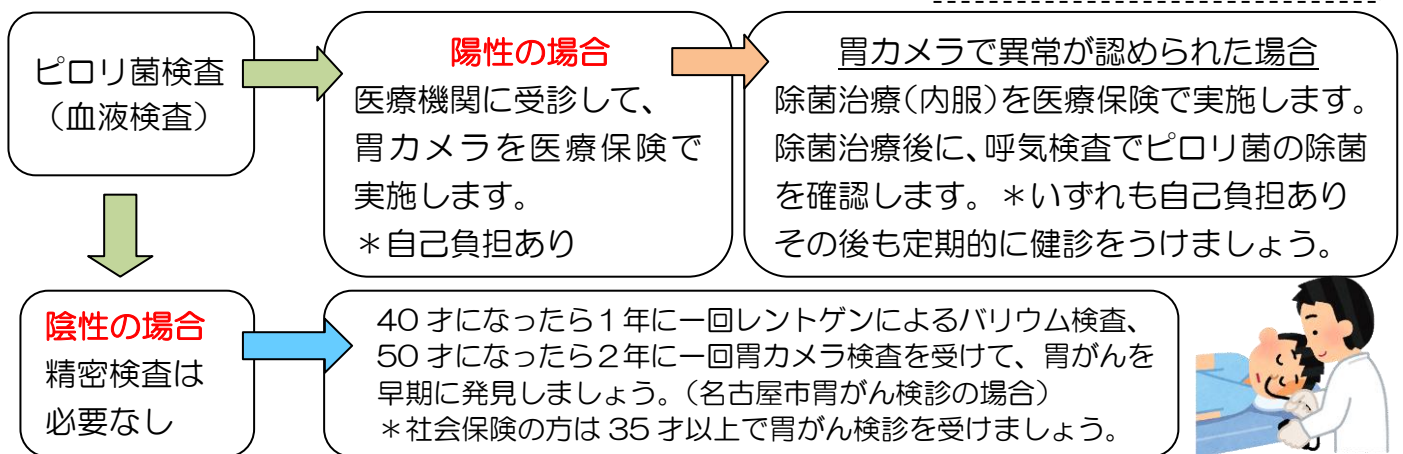 ピロリ菌検査
（血液検査）
陽性の場合
医療機関に受診して、
胃カメラを医療保険で
実施します。
＊自己負担あり
胃カメラで異常が認められた場合
除菌治療（内服）を医療保険で実施します。
除菌治療後に、呼気検査でピロリ菌の除菌
を確認します。＊いずれも自己負担あり
その後も定期的に健診をうけましょう。
陰性の場合
精密検査は
必要なし
40 才になったら１年に一回レントゲンによるバリウム検査、
50 才になったら２年に一回胃カメラ検査を受けて、胃がんを
早期に発見しましょう。（名古屋市胃がん検診の場合）
＊社会保険の方は 35 才以上で胃がん検診を受けましょう。